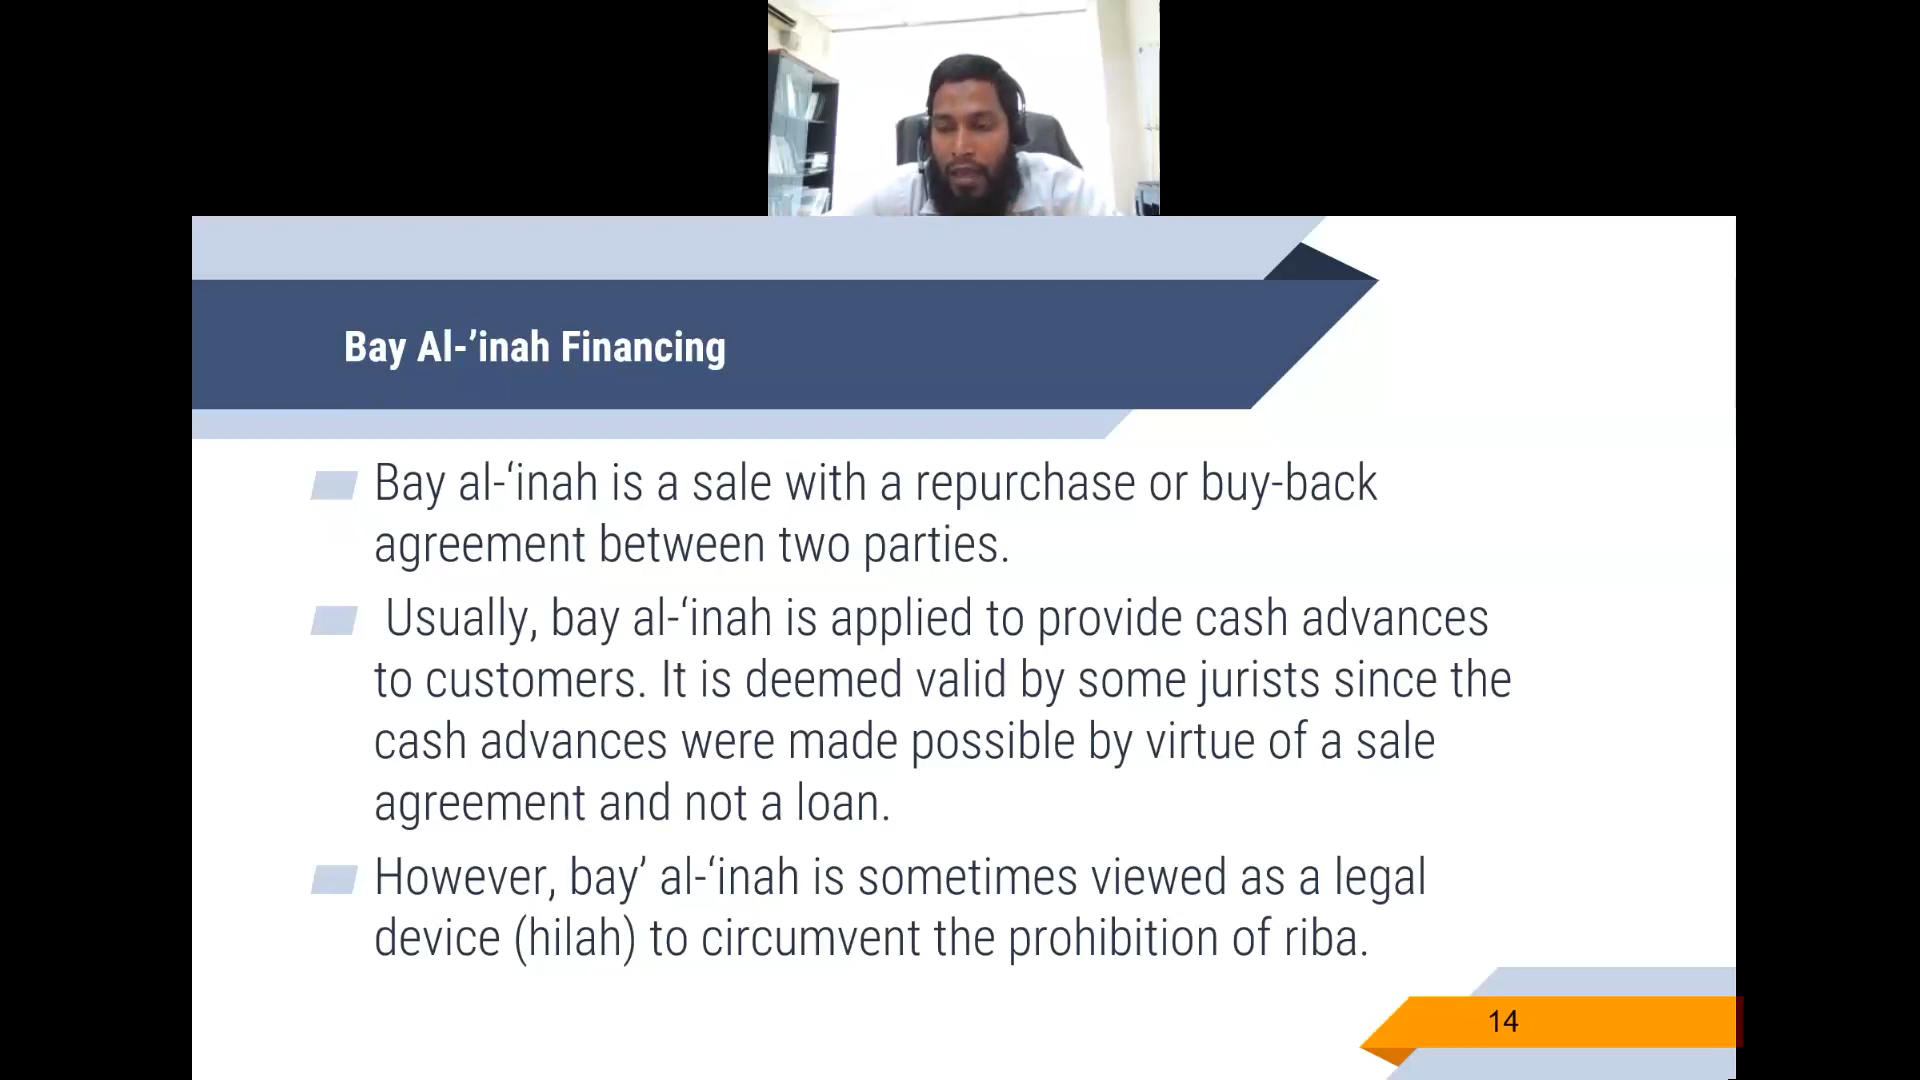 Bay Al-’inah Financing
Bay al-‘inah is a sale with a repurchase or buy-back
agreement between two parties.
Usually, bay al-‘inah is applied to provide cash advances
to customers. It is deemed valid by some jurists since the
cash advances were made possible by virtue of a sale
agreement and not a loan.
However, bay’ al-‘inah is sometimes viewed as a legal
device (hilah) to circumvent the prohibition of riba.
14